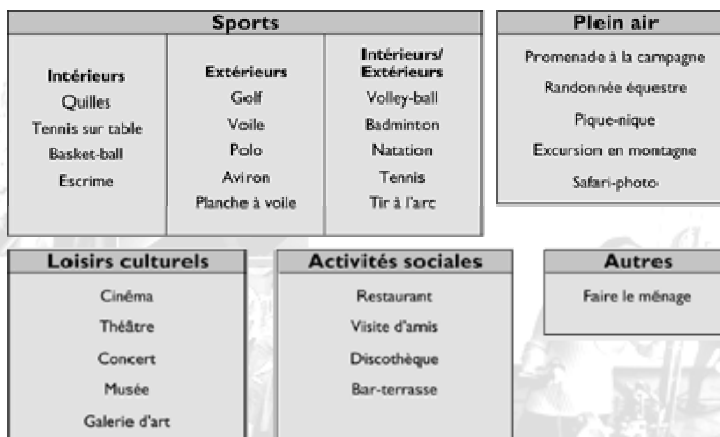 Sports
Intérieurs
Quilles
Tennis sur table
Basket-ball
Escrime
Extérieurs
Golf
Voile
Polo
Aviron
Planche à voile
Intérieurs/
Extérieurs
Volley-ball
Badminton
Natation
Tennis
Tir à l'arc
Plein air
Promenade à la campagne
Randonnée équestre
Pique-nique
Excursion en montagne
Safari-photo
Loisirs culturels
Cinéma
Théâtre
Concert
Musée
Galerie d'art
Activités sociales
Restaurant
Visite d'amis
Discothèque
Bar-terrasse
Autres
Faire le ménage